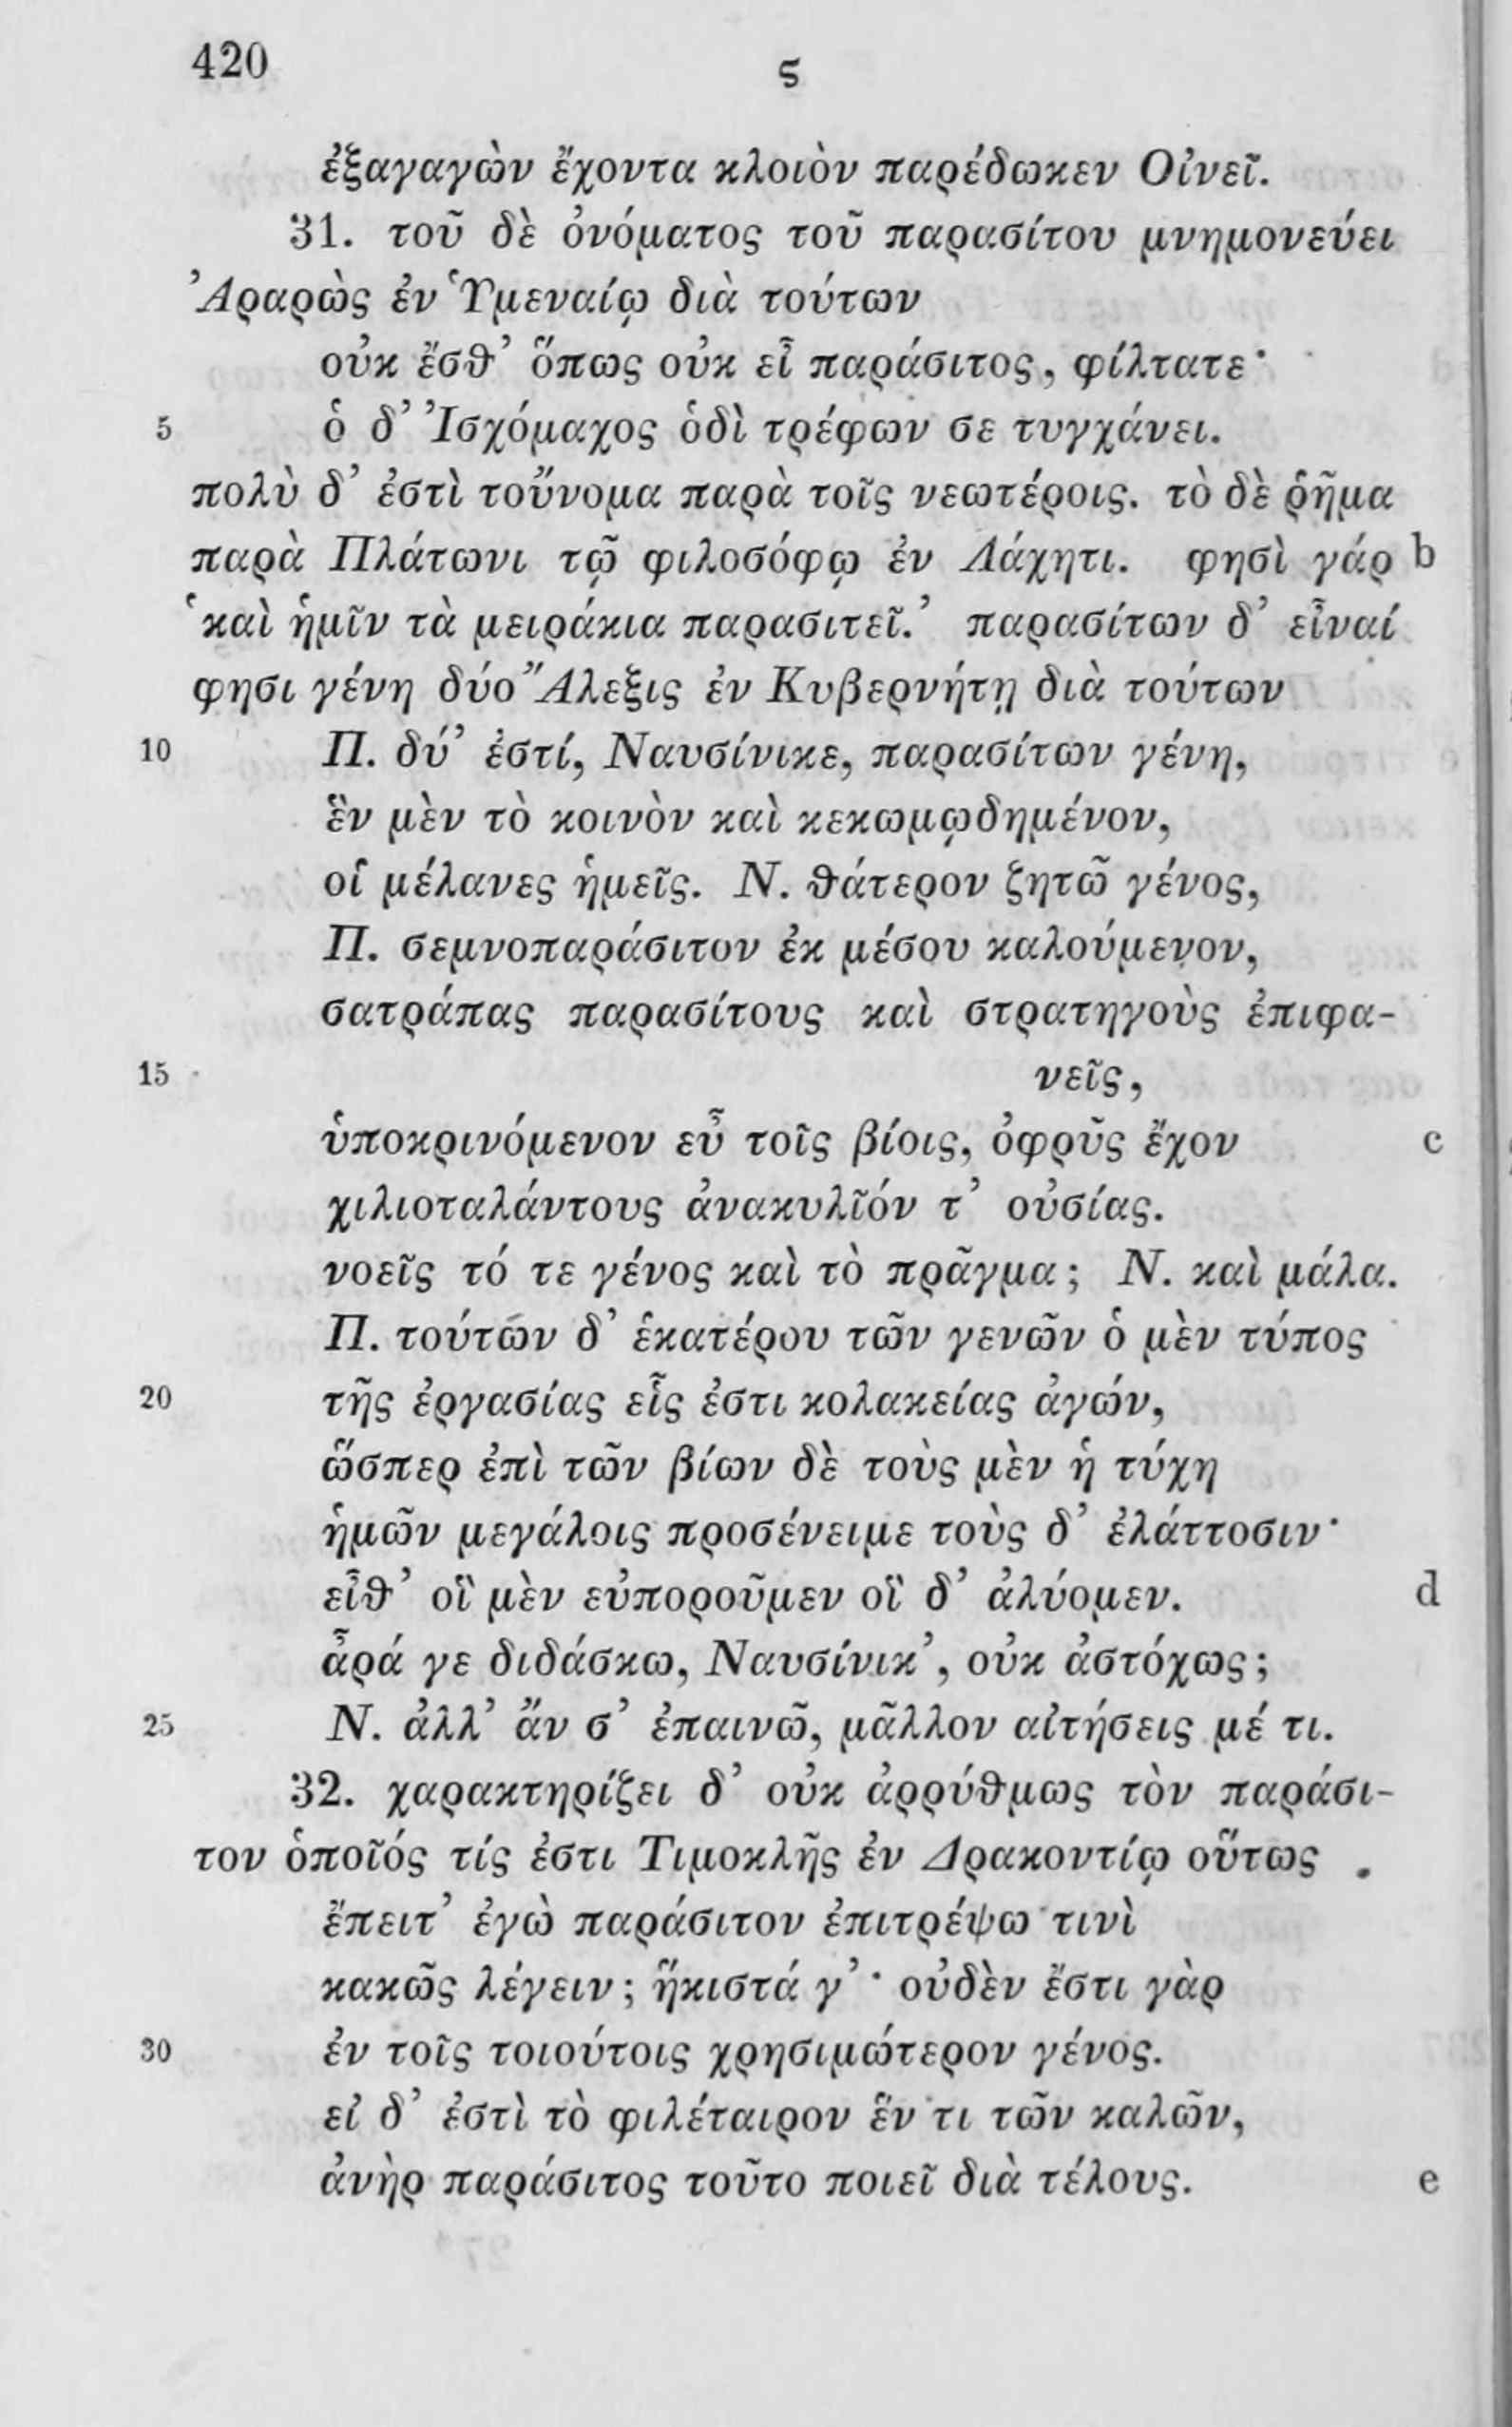 420
ϛ
ἐξαγαγὼν ἔχοντα κλοιὸν παρέδωκεν Οἰνεῖ.
31. τοῦ δὲ ὀνόματος τοῦ παρασίτου μνημονεύει
Ἀραρὼς ἐν Ὑμεναίῳ διὰ τούτων
οὐκ ἔσθ’ ὅπως οὐκ εἶ παράσιτος, φίλτατε·
5 ὁ δ’ Ἰσχόμαχος ὁδὶ τρέφων σε τυγχάνει.
πολὺ δ’ ἐστὶ τοὔνομα παρὰ τοῖς νεωτέροις. τὸ δὲ ῥῆμα
παρὰ Πλάτωνι τῷ φιλοσόφῳ ἐν Λάχητι. φησὶ γάρ b
‘καὶ ἡμῖν τὰ μειράκια παρασιτεῖ.’ παρασίτων δ’ εἶναί
φησι γένη δύο Ἄλεξις ἐν Κυβερνήτῃ διὰ τούτων
10 Π. δύ’ ἐστί, Ναυσίνικε, παρασίτων γένη,
ἓν μὲν τὸ κοινὸν καὶ κεκωμῳδημένον,
οἱ μέλανες ἡμεῖς. Ν. θάτερον ζητῶ γένος,
Π. σεμνοπαράσιτον ἐκ μέσου καλούμενον,
σατράπας παρασίτους καὶ στρατηγοὺς ἐπιφα-
15 νεῖς,
ὑποκρινόμενον εὖ τοῖς βίοις, ὀφρῦς ἔχον c
χιλιοταλάντους ἀνακυλῖόν τ’ οὐσίας.
νοεῖς τό τε γένος καὶ τὸ πρᾶγμα; Ν. καὶ μάλα.
Π. τούτων δ’ ἑκατέρου τῶν γενῶν ὁ μὲν τύπος
20 τῆς ἐργασίας εἷς ἐστι κολακείας ἀγών,
ὥσπερ ἐπὶ τῶν βίων δὲ τοὺς μὲν ἡ τύχη
ἡμῶν μεγάλοις προσένειμε τοὺς δ’ ἐλάττοσιν·
εἶθ’ οἳ μὲν εὐποροῦμεν οἳ δ’ ἀλύομεν. d
ἆρά γε διδάσκω, Ναυσίνικ’, οὐκ ἀστόχως;
25 Ν. ἀλλ’ ἄν σ’ ἐπαινῶ, μᾶλλον αἰτήσεις μέ τι.
32. χαρακτηρίζει δ’ οὐκ ἀρρύθμως τὸν παράσι-
τον ὁποῖός τίς ἐστι Τιμοκλῆς ἐν Δρακοντίῳ οὕτως
ἔπειτ’ ἐγὼ παράσιτον ἐπιτρέψω τινὶ
κακῶς λέγειν; ἥκιστά γ’· οὐδὲν ἔστι γὰρ
30 ἐν τοῖς τοιούτοις χρησιμώτερον γένος.
εἰ δ’ ἐστὶ τὸ φιλέταιρον ἕν τι τῶν καλῶν,
ἀνὴρ παράσιτος τοῦτο ποιεῖ διὰ τέλους. e